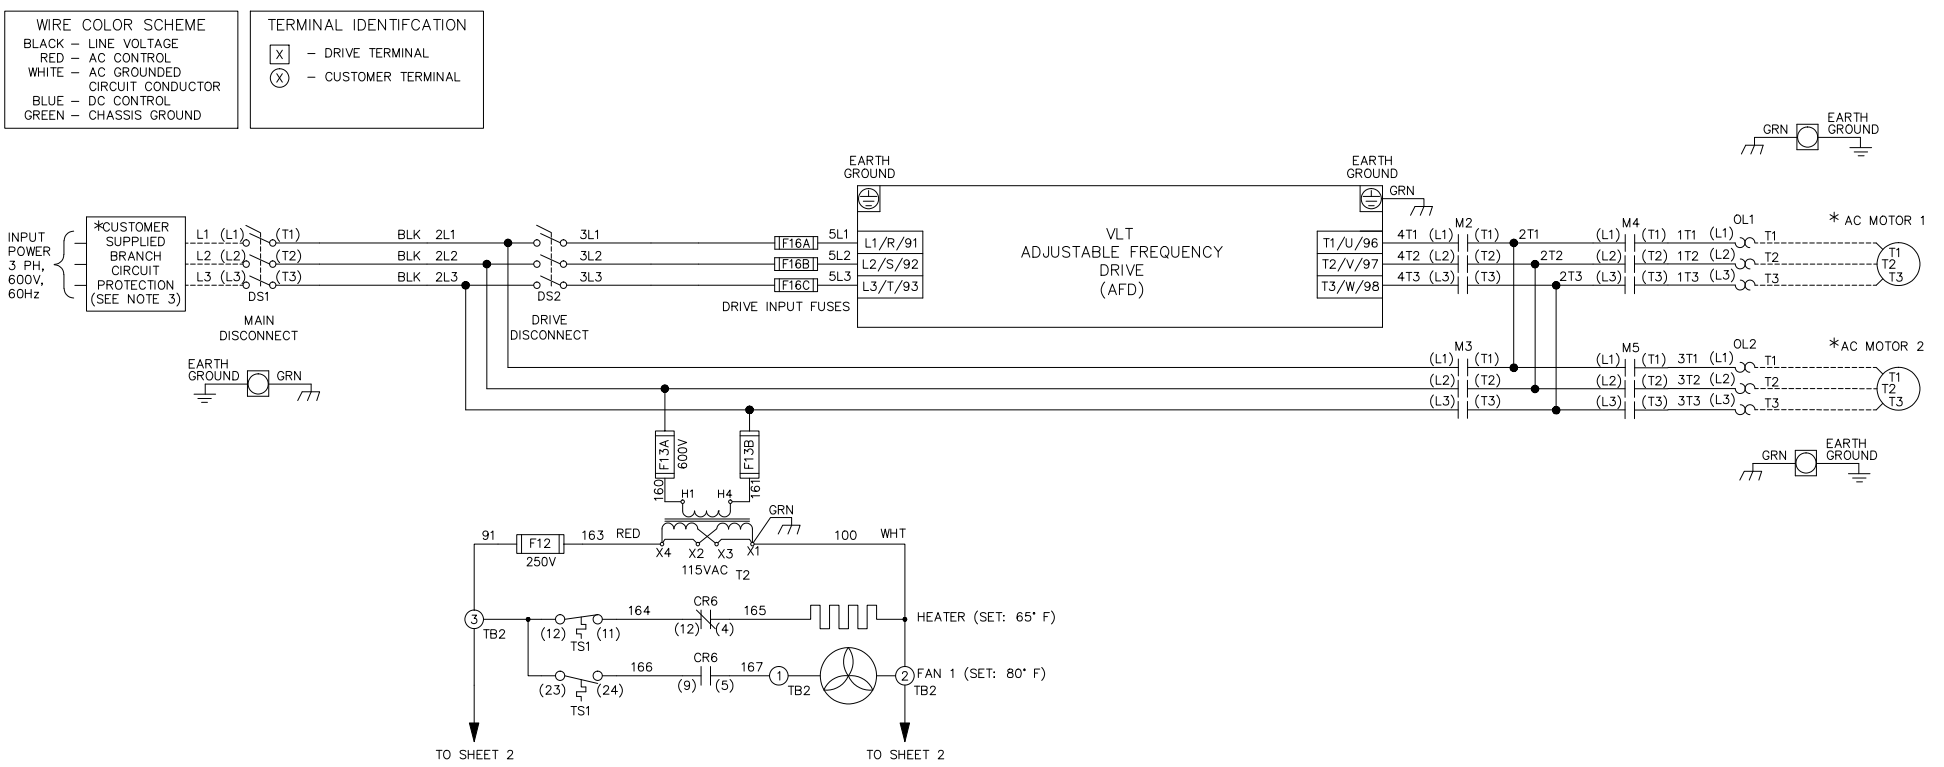 WIRE COLOR SCHEME
BLACK – LINE VOLTAGE
RED – AC CONTROL
WHITE – AC GROUNDED
CIRCUIT CONDUCTOR
BLUE – DC CONTROL
GREEN – CHASSIS GROUND
TERMINAL IDENTIFCATION
X – DRIVE TERMINAL
X – CUSTOMER TERMINAL
INPUT
POWER
3 PH,
600V,
60Hz
*CUSTOMER
SUPPLIED
BRANCH
CIRCUIT
PROTECTION
(SEE NOTE 3)
L1 (L1) (T1) BLK 2L1 3L1 F16A 5L1 L1/R/91
L2 (L2) (T2) BLK 2L2 3L2 F16B 5L2 L2/S/92
L3 (L3) (T3) BLK 2L3 3L3 F16C 5L3 L3/T/93
DS1
MAIN
DISCONNECT
DS2
DRIVE
DISCONNECT
DRIVE INPUT FUSES
EARTH
GROUND
GRN
EARTH
GROUND
VLT
ADJUSTABLE FREQUENCY
DRIVE
(AFD)
EARTH
GROUND
GRN
GRN
EARTH
GROUND
M2 M4 OL1 * AC MOTOR 1
T1/U/96 4T1 (L1) (T1) 2T1 (L1) (T1) 1T1 (L1) T1 T1
T2/V/97 4T2 (L2) (T2) 2T2 (L2) (T2) 1T2 (L2) T2 T2
T3/W/98 4T3 (L3) (T3) 2T3 (L3) (T3) 1T3 (L3) T3 T3
M3 M5 OL2 *AC MOTOR 2
(L1) (T1) (L1) (T1) 3T1 (L1) T1 T1
(L2) (T2) (L2) (T2) 3T2 (L2) T2 T2
(L3) (T3) (L3) (T3) 3T3 (L3) T3 T3
GRN
EARTH
GROUND
F13A
600V
F13B
160
161
H1 H4
GRN
91 F12 163 RED
250V
X4 X2 X3 X1
115VAC T2
100 WHT
3
TB2
(12) (11)
TS1
164
CR6
(12) (4)
165
HEATER (SET: 65° F)
(23) (24)
TS1
166
CR6
(9) (5)
167
1
TB2
2
TB2
FAN 1 (SET: 80° F)
TO SHEET 2
TO SHEET 2